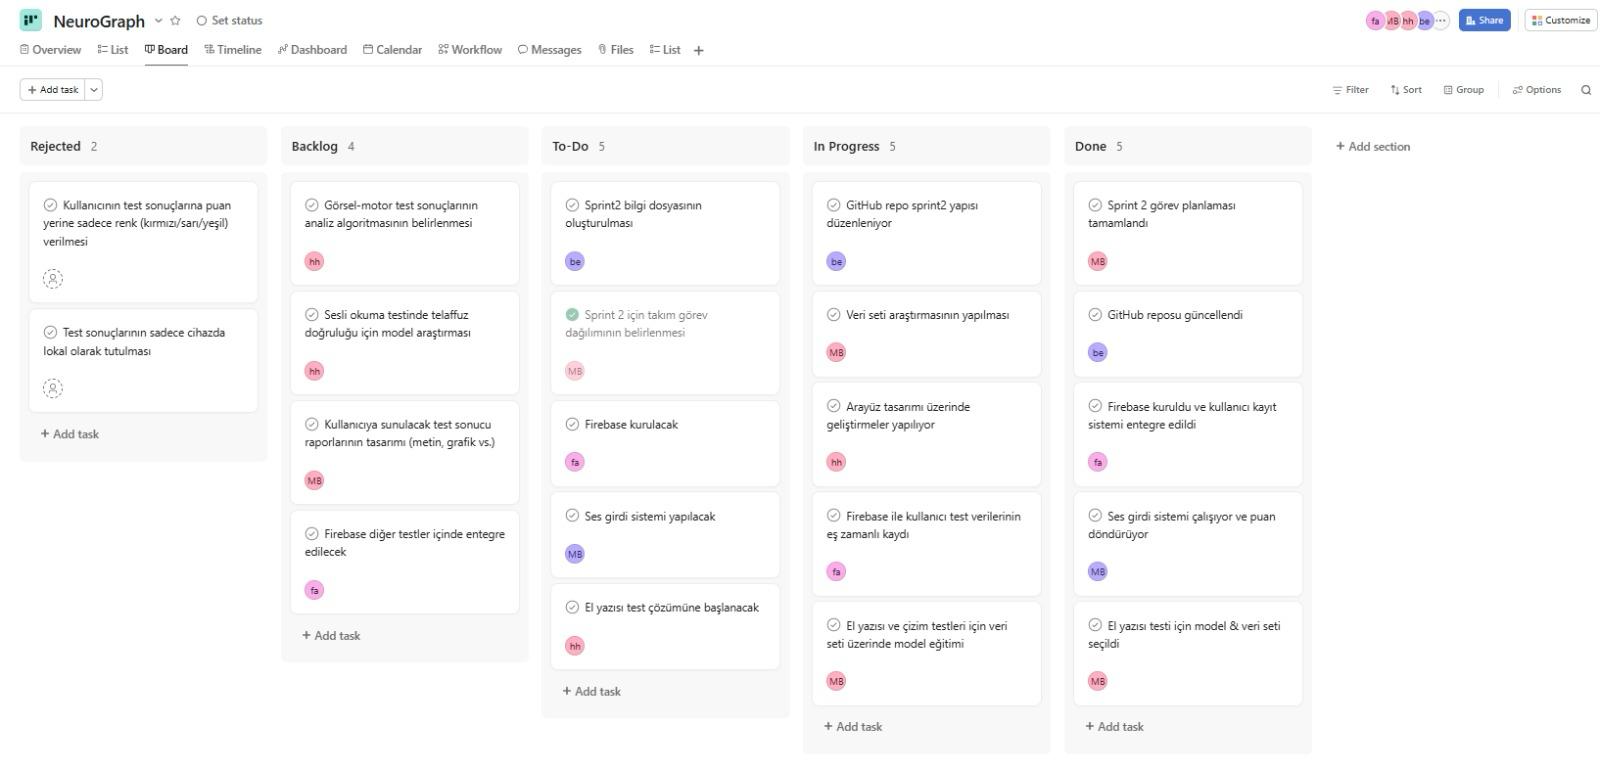 NeuroGraph
Set status
fa MB hh be ...
Share
Customize
Overview List Board Timeline Dashboard Calendar Workflow Messages Files List +
+ Add task
Filter Sort Group Options
Rejected 2
Kullanıcının test sonuçlarına puan
yerine sadece renk (kırmızı/sarı/yeşil)
verilmesi
Test sonuçlarının sadece cihazda
lokal olarak tutulması
+ Add task
Backlog 4
Görsel-motor test sonuçlarının
analiz algoritmasının belirlenmesi
hh
Sesli okuma testinde telaffuz
doğruluğu için model araştırması
hh
Kullanıcıya sunulacak test sonucu
raporlarının tasarımı (metin, grafik vs.)
MB
Firebase diğer testler içinde entegre
edilecek
fa
+ Add task
To-Do 5
Sprint2 bilgi dosyasının
oluşturulması
be
Sprint 2 için takım görev
dağılımının belirlenmesi
MB
Firebase kurulacak
fa
Ses girdi sistemi yapılacak
MB
El yazısı test çözümüne başlanacak
hh
+ Add task
In Progress 5
GitHub repo sprint2 yapısı
düzenleniyor
be
Veri seti araştırmasının yapılması
MB
Arayüz tasarımı üzerinde
geliştirmeler yapılıyor
hh
Firebase ile kullanıcı test verilerinin
eş zamanlı kaydı
fa
El yazısı ve çizim testleri için veri
seti üzerinde model eğitimi
MB
+ Add task
Done 5
Sprint 2 görev planlaması
tamamlandı
MB
GitHub reposu güncellendi
be
Firebase kuruldu ve kullanıcı kayıt
sistemi entegre edildi
fa
Ses girdi sistemi çalışıyor ve puan
döndürüyor
MB
El yazısı testi için model & veri seti
seçildi
MB
+ Add task
+ Add section